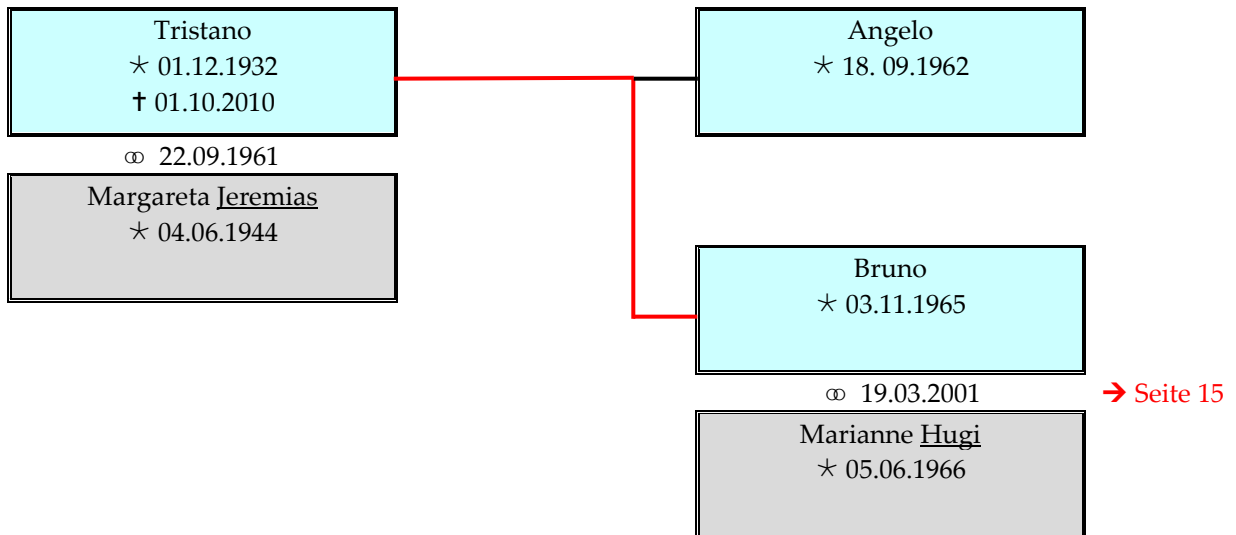 Tristano
✶ 01.12.1932
✝ 01.10.2010
⚭ 22.09.1961
Margareta Jeremias
✶ 04.06.1944
Angelo
✶ 18. 09.1962
Bruno
✶ 03.11.1965
⚭ 19.03.2001 ➔ Seite 15
Marianne Hugi
✶ 05.06.1966